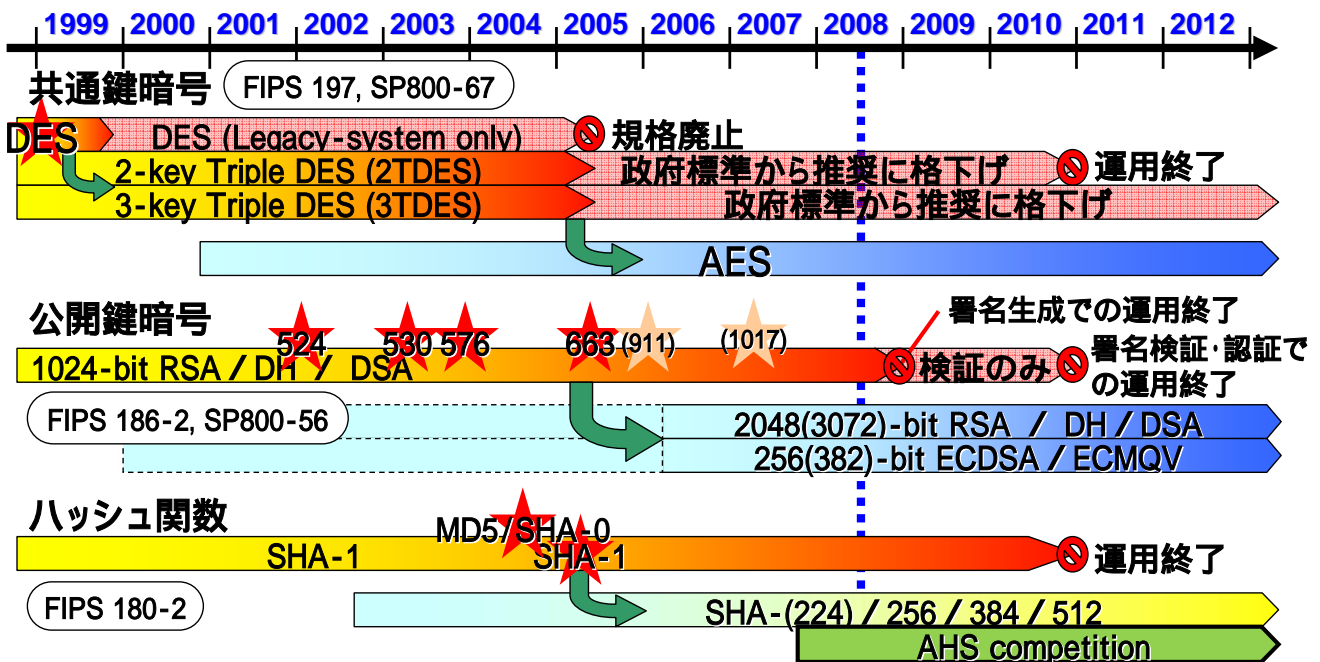 1999 2000 2001 2002 2003 2004 2005 2006 2007 2008 2009 2010 2011 2012
共通鍵暗号 FIPS 197, SP800-67
DES DES (Legacy-system only) 規格廃止
2-key Triple DES (2TDES) 政府標準から推奨に格下げ 運用終了
3-key Triple DES (3TDES) 政府標準から推奨に格下げ
AES
公開鍵暗号
署名生成での運用終了
524 530 576 663 (911) (1017)
1024-bit RSA / DH / DSA 検証のみ
署名検証・認証で
の運用終了
FIPS 186-2, SP800-56
2048(3072)-bit RSA / DH / DSA
256(382)-bit ECDSA / ECMQV
ハッシュ関数
MD5/SHA-0
SHA-1 SHA-1 運用終了
FIPS 180-2
SHA-(224) / 256 / 384 / 512
AHS competition